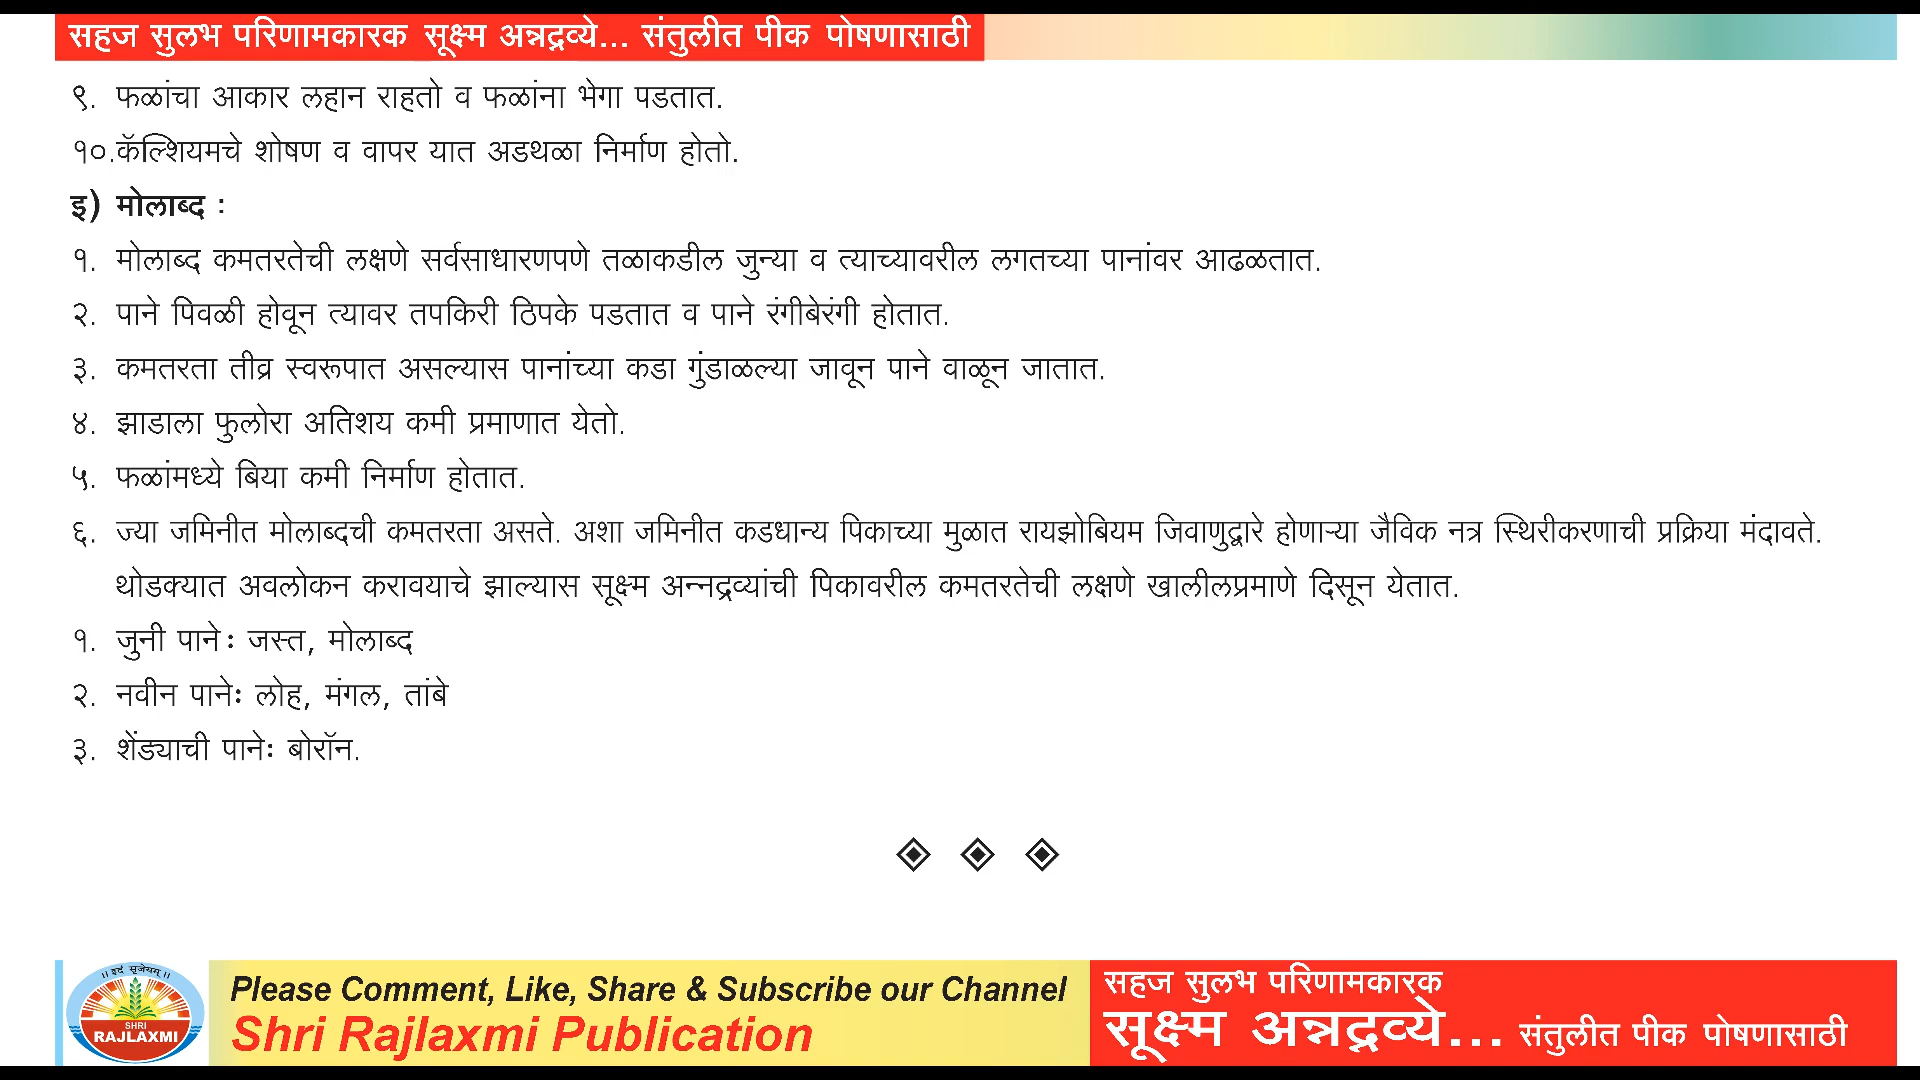 सहज सुलभ परिणामकारक सूक्ष्म अन्नद्रव्ये... संतुलीत पीक पोषणासाठी
९. फळांचा आकार लहान राहतो व फळांना भेगा पडतात.
१०.कॅल्शियमचे शोषण व वापर यात अडथळा निर्माण होतो.
इ) मोलाब्द :
१. मोलाब्द कमतरतेची लक्षणे सर्वसाधारणपणे तळाकडील जुन्या व त्याच्यावरील लगतच्या पानांवर आढळतात.
२. पाने पिवळी होवून त्यावर तपकिरी ठिपके पडतात व पाने रंगीबेरंगी होतात.
३. कमतरता तीव्र स्वरूपात असल्यास पानांच्या कडा गुंडाळल्या जावून पाने वाळून जातात.
४. झाडाला फुलोरा अतिशय कमी प्रमाणात येतो.
५. फळांमध्ये बिया कमी निर्माण होतात.
६. ज्या जमिनीत मोलाब्दची कमतरता असते. अशा जमिनीत कडधान्य पिकाच्या मुळात रायझोबियम जिवाणुद्वारे होणाऱ्या जैविक नत्र स्थिरीकरणाची प्रक्रिया मंदावते.
थोडक्यात अवलोकन करावयाचे झाल्यास सूक्ष्म अन्नद्रव्यांची पिकावरील कमतरतेची लक्षणे खालीलप्रमाणे दिसून येतात.
१. जुनी पाने: जस्त, मोलाब्द
२. नवीन पाने: लोह, मंगल, तांबे
३. शेंड्याची पाने: बोरॉन.
॥ इदं सृजेयम् ॥
SHRI
RAJLAXMI
Please Comment, Like, Share & Subscribe our Channel
Shri Rajlaxmi Publication
सहज सुलभ परिणामकारक
सूक्ष्म अन्नद्रव्ये... संतुलीत पीक पोषणासाठी